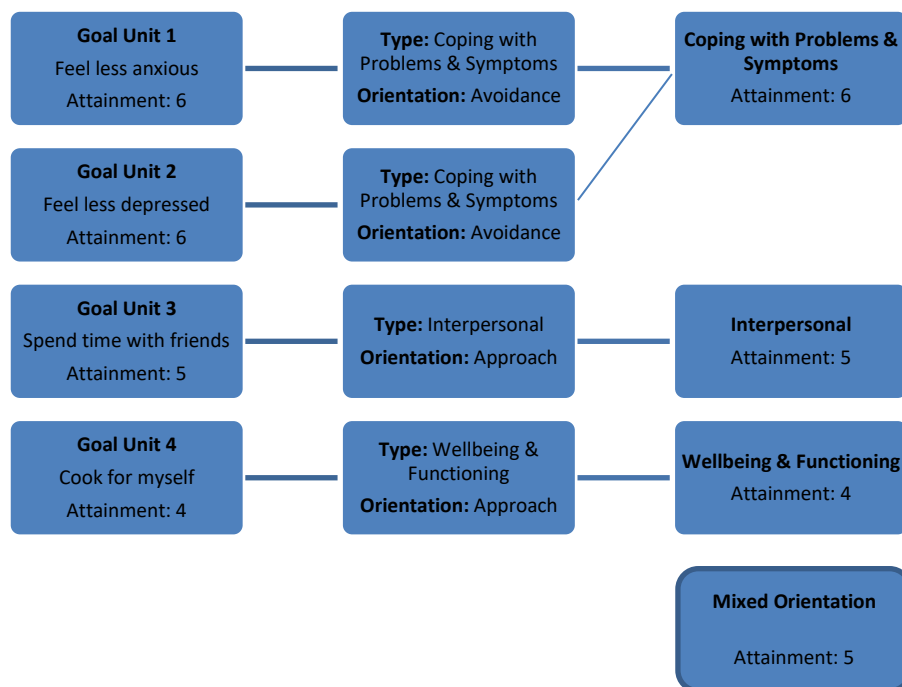 Goal Unit 1
Feel less anxious
Attainment: 6
Type: Coping with
Problems & Symptoms
Orientation: Avoidance
Coping with Problems &
Symptoms
Attainment: 6
Goal Unit 2
Feel less depressed
Attainment: 6
Type: Coping with
Problems & Symptoms
Orientation: Avoidance
Goal Unit 3
Spend time with friends
Attainment: 5
Type: Interpersonal
Orientation: Approach
Interpersonal
Attainment: 5
Goal Unit 4
Cook for myself
Attainment: 4
Type: Wellbeing &
Functioning
Orientation: Approach
Wellbeing & Functioning
Attainment: 4
Mixed Orientation
Attainment: 5